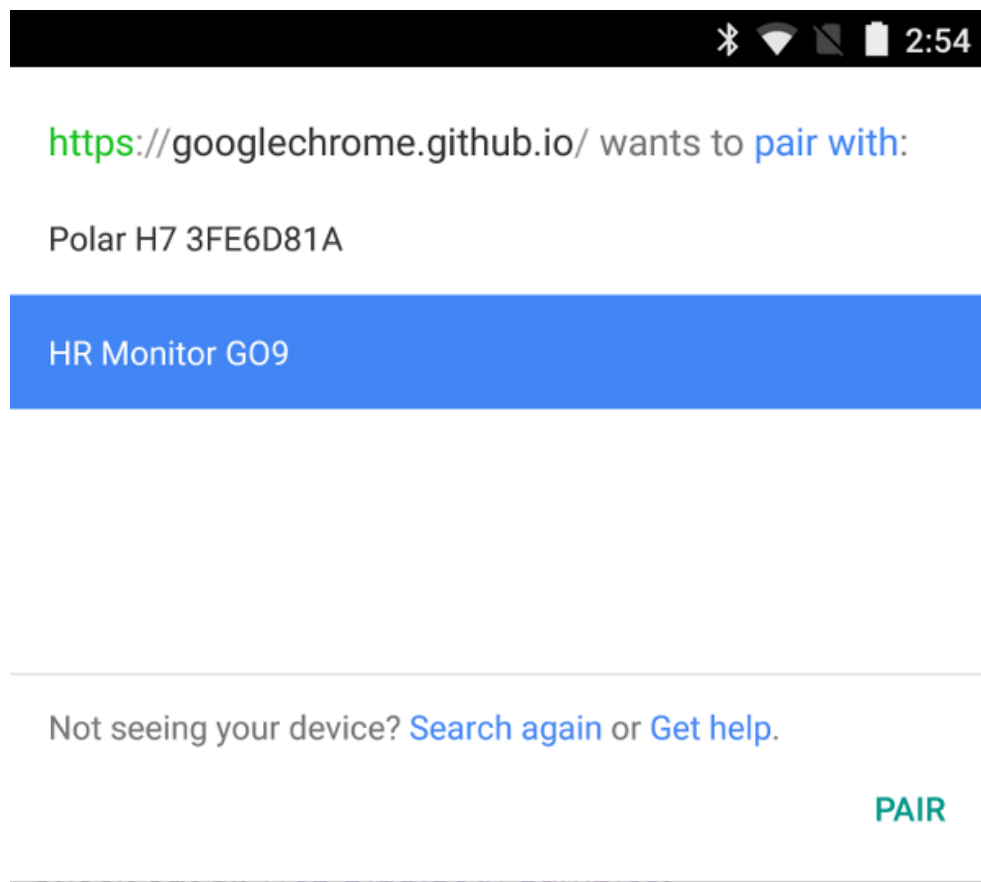 2:54
https://googlechrome.github.io/ wants to pair with:
Polar H7 3FE6D81A
HR Monitor GO9
Not seeing your device? Search again or Get help.
PAIR